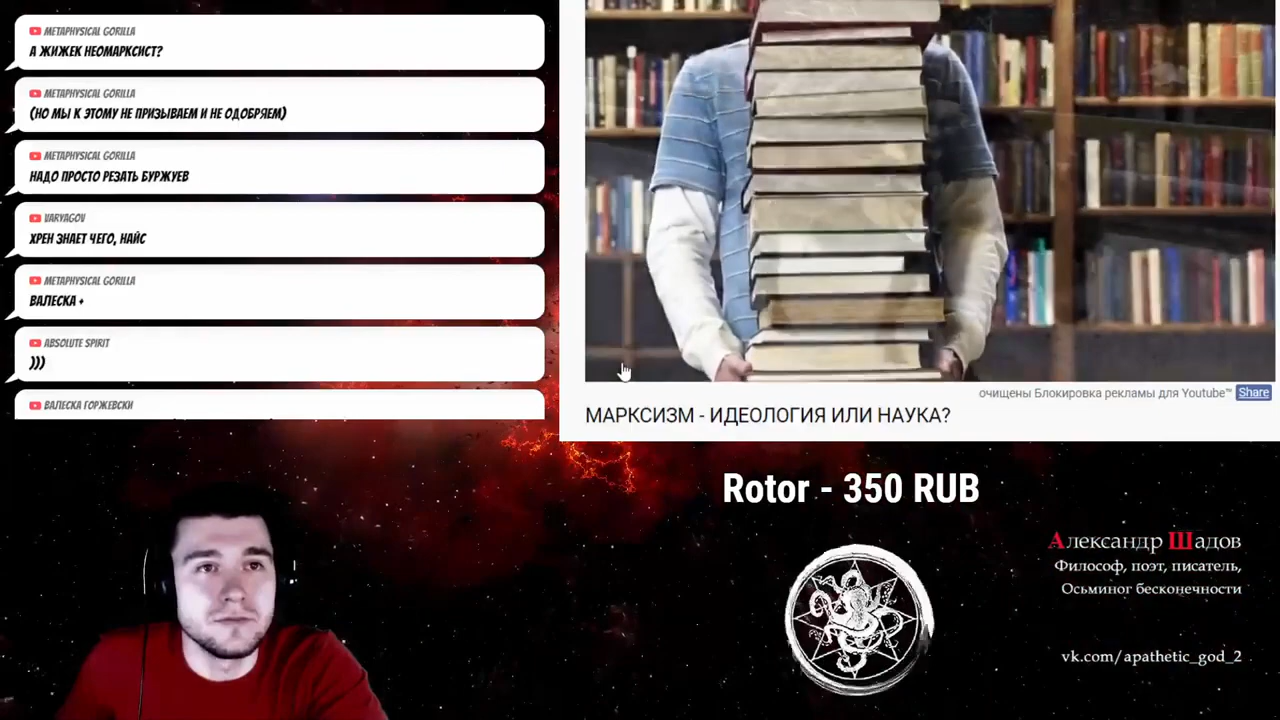 METAPHYSICAL GORILLA
А ЖИЖЕК НЕОМАРКСИСТ?
METAPHYSICAL GORILLA
(НО МЫ К ЭТОМУ НЕ ПРИЗЫВАЕМ И НЕ ОДОБРЯЕМ)
METAPHYSICAL GORILLA
НАДО ПРОСТО РЕЗАТЬ БУРЖУЕВ
VARYAGOV
ХРЕН ЗНАЕТ ЧЕГО, НАЙС
METAPHYSICAL GORILLA
ВАЛЕСКА +
ABSOLUTE SPIRIT
)))
ВАЛЕСКА ГОРЖЕВСКИ
очищены Блокировка рекламы для Youtube™ Share
МАРКСИЗМ - ИДЕОЛОГИЯ ИЛИ НАУКА?
Rotor - 350 RUB
Александр Шадов
Философ, поэт, писатель,
Осьминог бесконечности
vk.com/apathetic_god_2